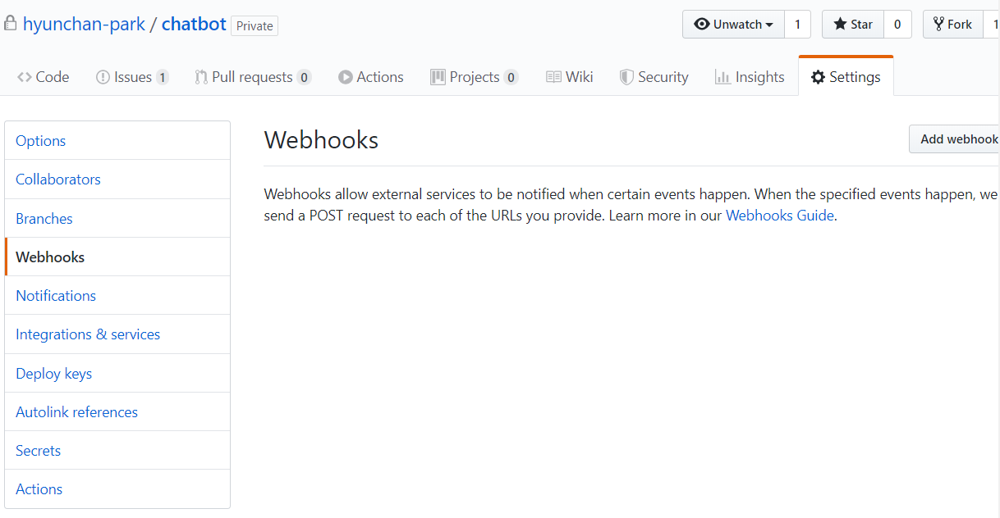 hyunchan-park / chatbot Private Unwatch 1 Star 0 Fork 1
Code Issues 1 Pull requests 0 Actions Projects 0 Wiki Security Insights Settings
Options
Collaborators
Branches
Webhooks
Notifications
Integrations & services
Deploy keys
Autolink references
Secrets
Actions
Webhooks Add webhook
Webhooks allow external services to be notified when certain events happen. When the specified events happen, we
send a POST request to each of the URLs you provide. Learn more in our Webhooks Guide.